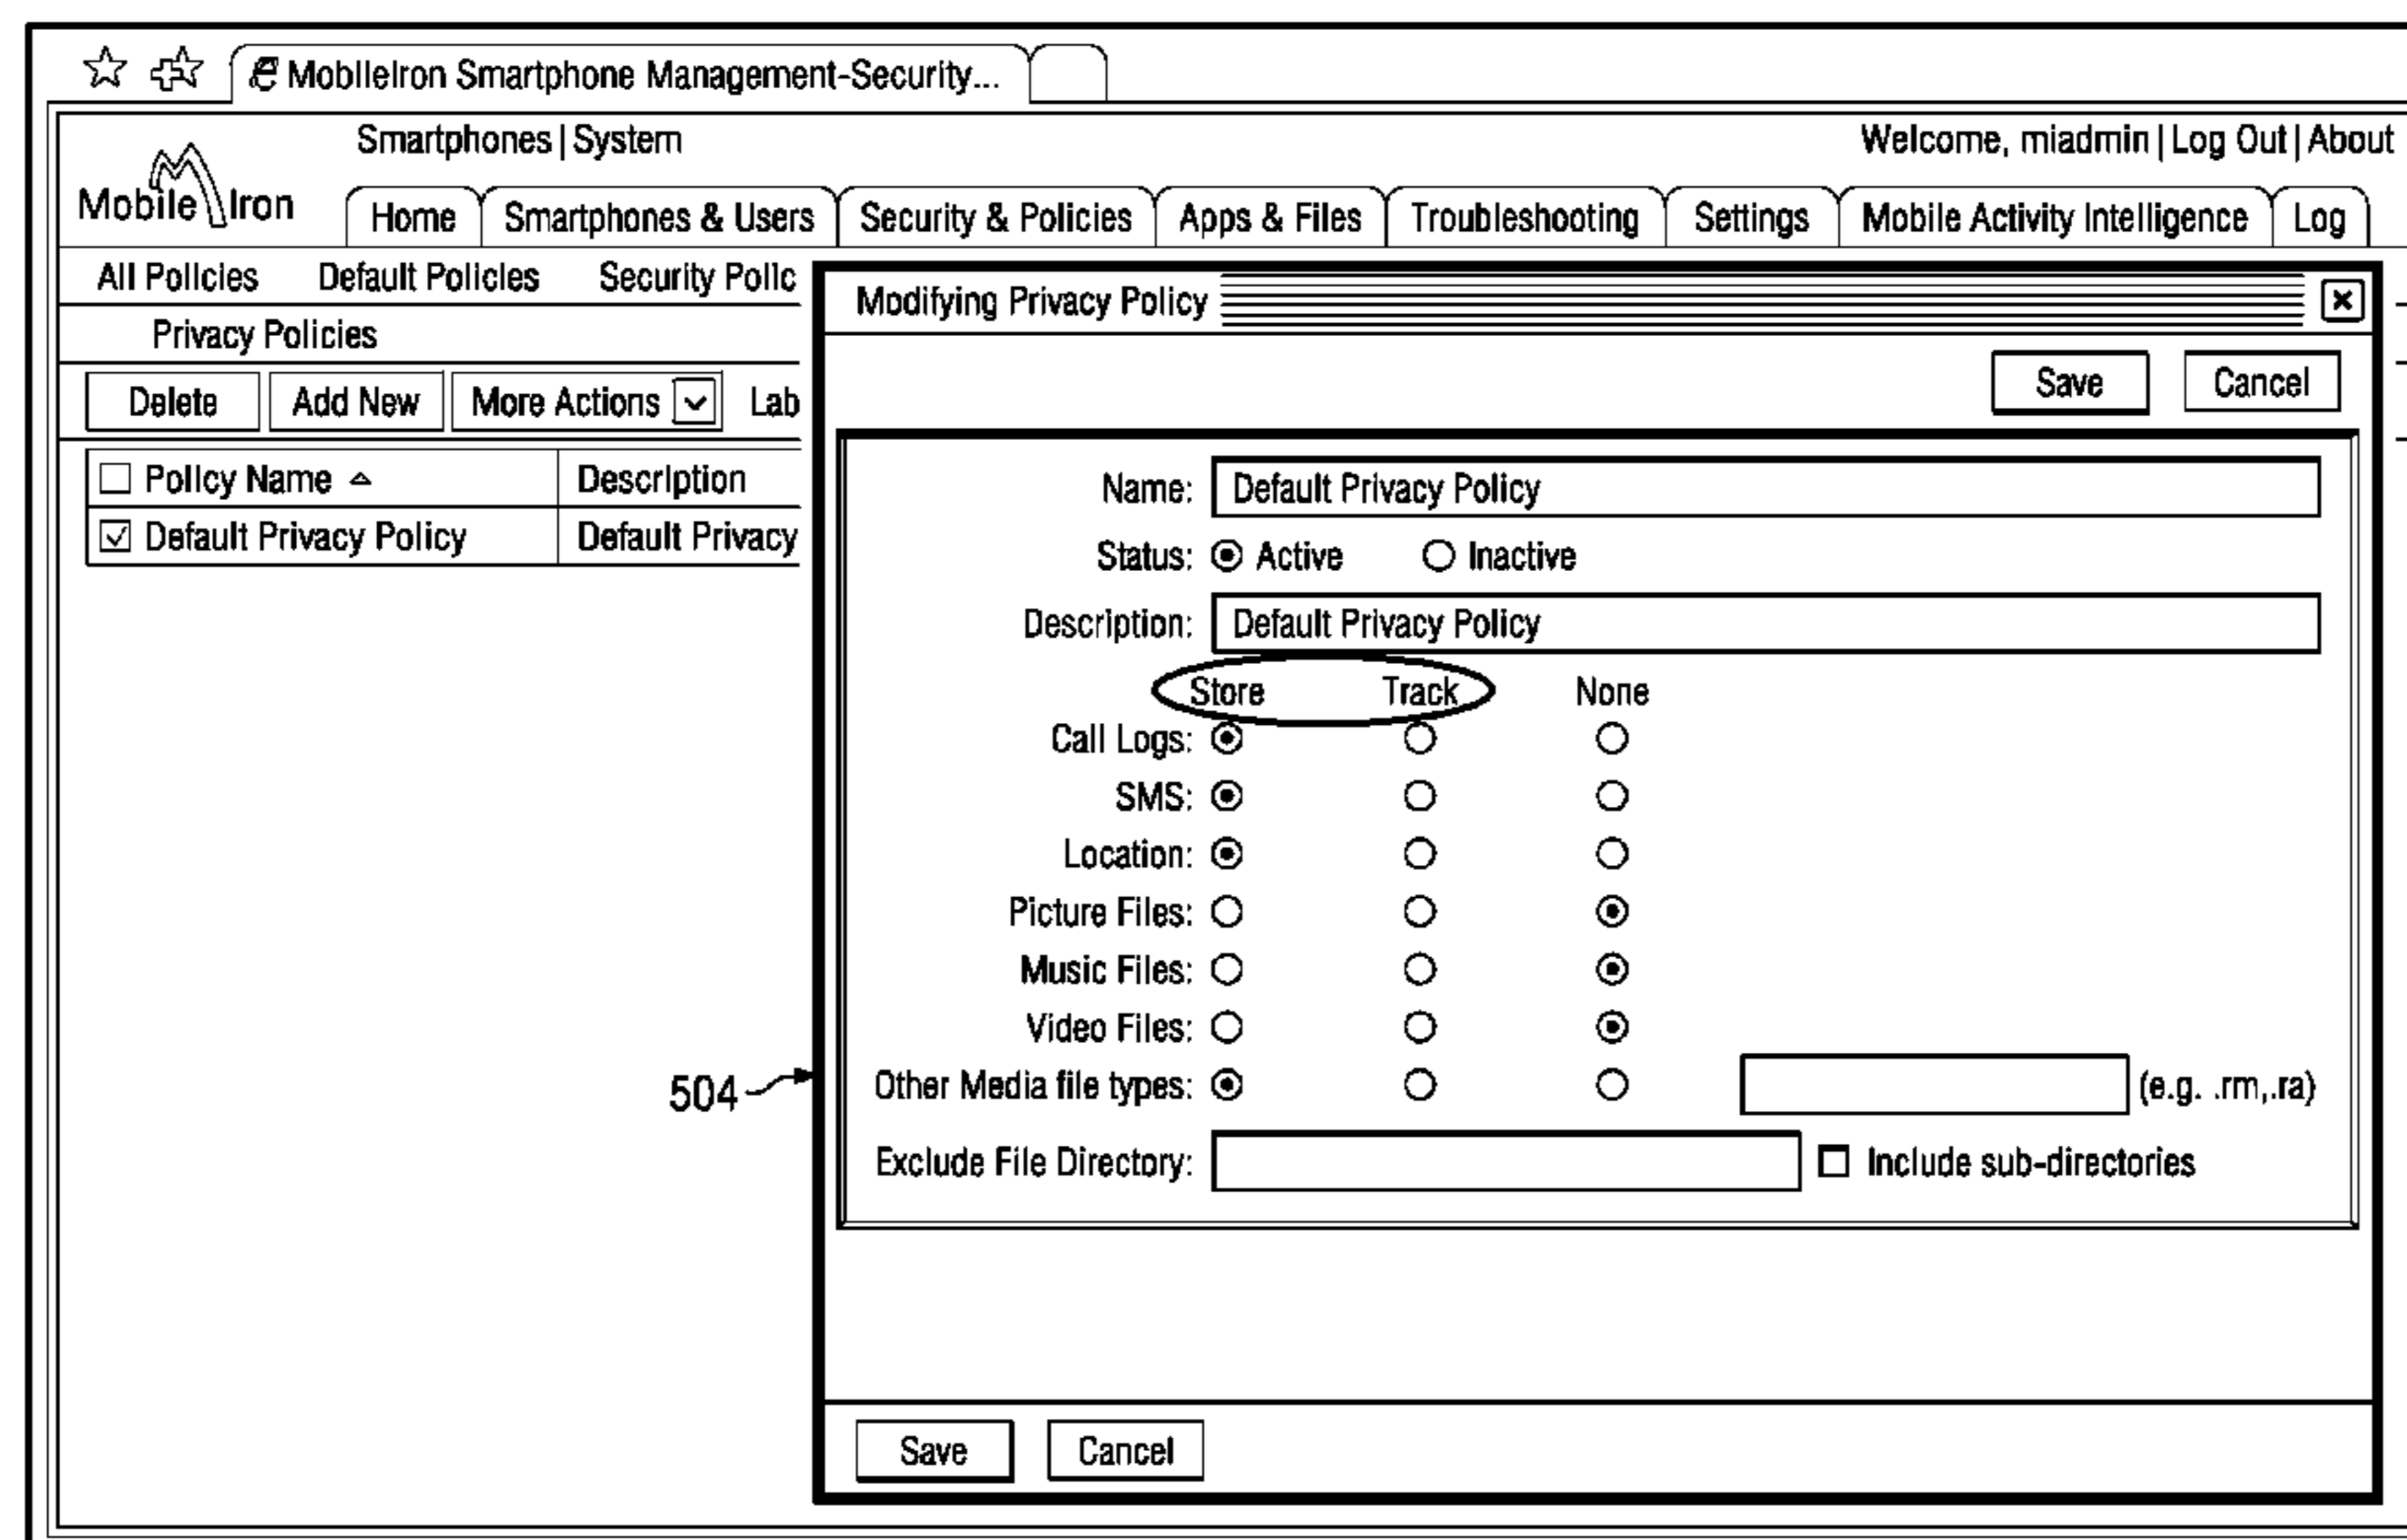 MobileIron Smartphone Management-Security...
Smartphones | System
Welcome, miadmin | Log Out | About
Mobile Iron
Home
Smartphones & Users
Security & Policies
Apps & Files
Troubleshooting
Settings
Mobile Activity Intelligence
Log
All Policies
Default Policies
Security Polic
Privacy Policies
Delete
Add New
More Actions
Lab
Policy Name
Description
Default Privacy Policy
Default Privacy
504
Modifying Privacy Policy
Save
Cancel
Name: Default Privacy Policy
Status: Active Inactive
Description: Default Privacy Policy
Store Track None
Call Logs:
SMS:
Location:
Picture Files:
Music Files:
Video Files:
Other Media file types: (e.g. .rm,.ra)
Exclude File Directory: Include sub-directories
Save
Cancel